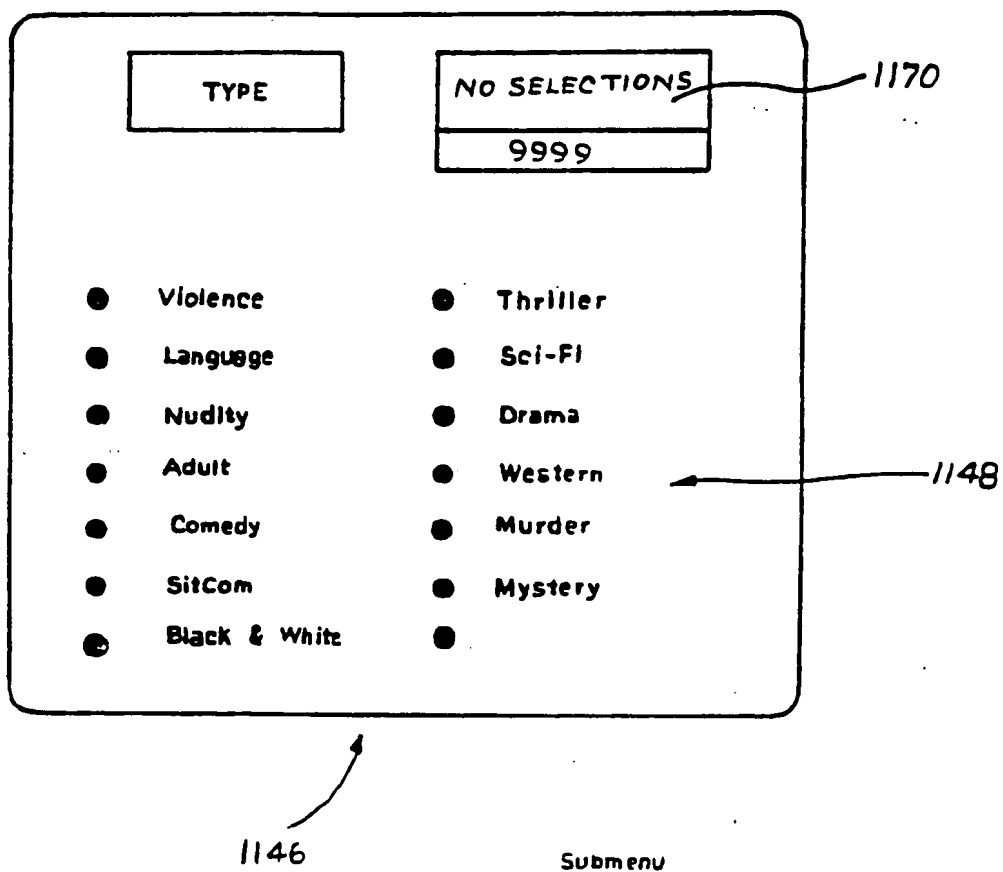 TYPE
NO SELECTIONS
9999
1170
Violence
Thriller
Language
Sci-Fi
Nudity
Drama
Adult
Western
1148
Comedy
Murder
SitCom
Mystery
Black & White
1146
Submenu